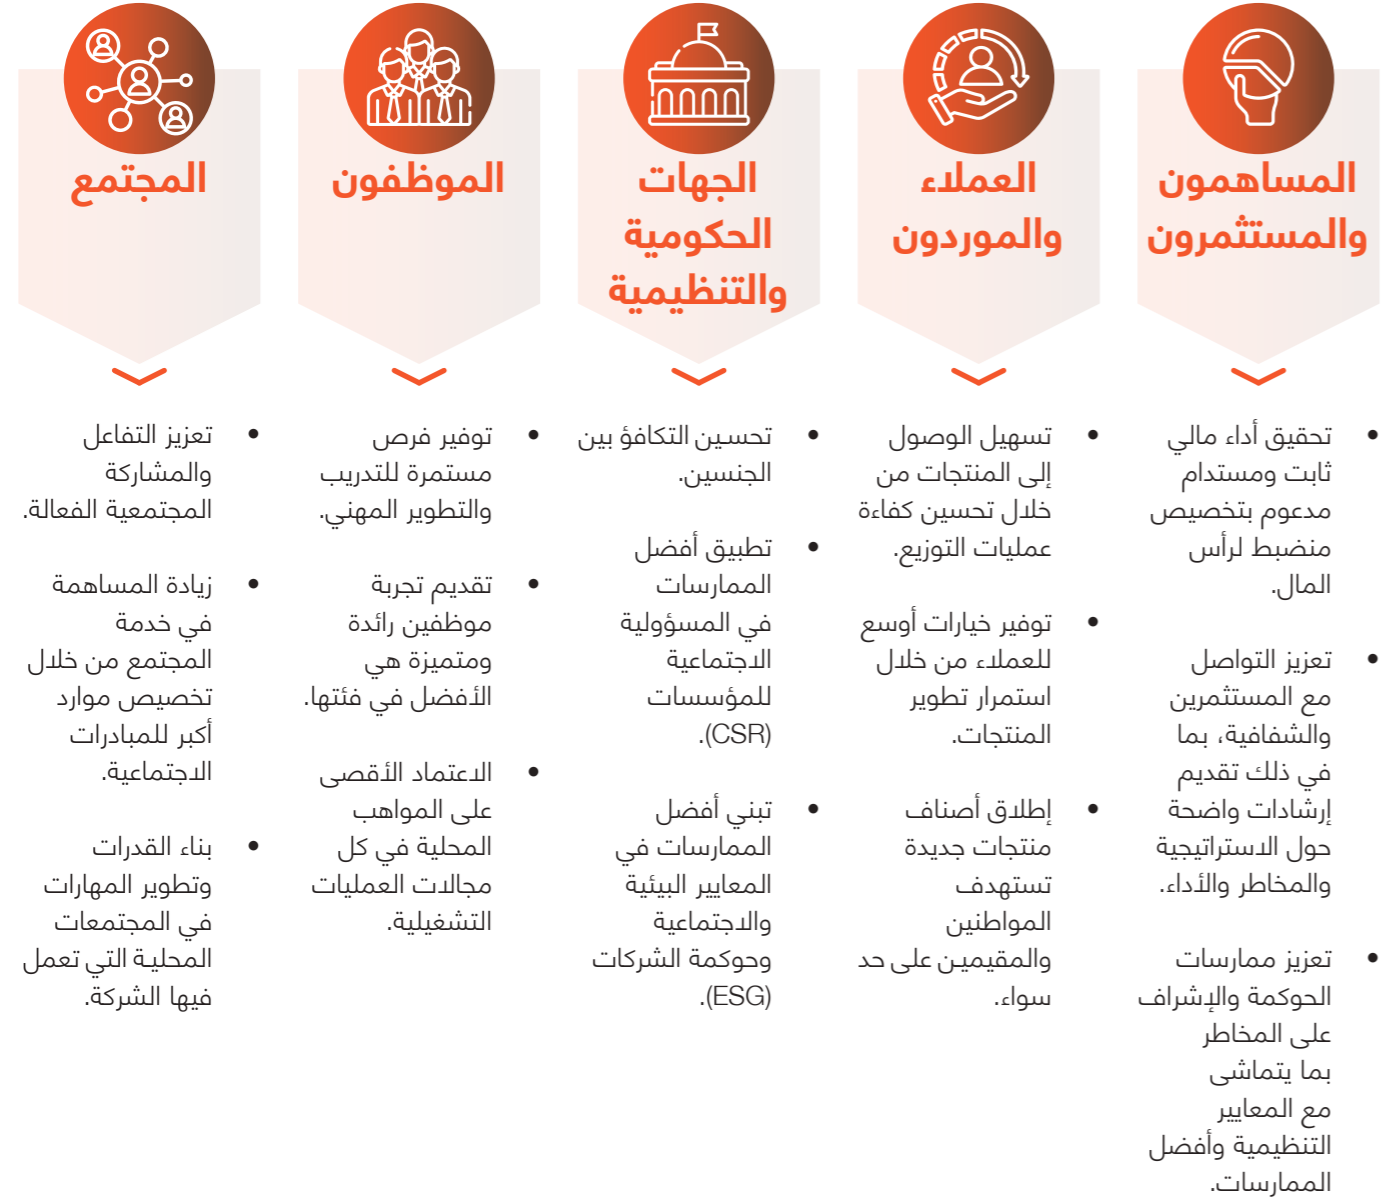 المساهمون
والمستثمرون
• تحقيق أداء مالي
ثابت ومستدام
مدعوم بتخصيص
منضبط لرأس
المال.
• تعزيز التواصل
مع المستثمرين
والشفافية، بما
في ذلك تقديم
إرشادات واضحة
حول الاستراتيجية
والمخاطر والأداء.
• تعزيز ممارسات
الحوكمة والإشراف
على المخاطر
بما يتماشى
مع المعايير
التنظيمية وأفضل
الممارسات.
العملاء
والموردون
• تسهيل الوصول
إلى المنتجات من
خلال تحسين كفاءة
عمليات التوزيع.
• توفير خيارات أوسع
للعملاء من خلال
استمرار تطوير
المنتجات.
• إطلاق أصناف
منتجات جديدة
تستهدف
المواطنين
والمقيمين على حد
سواء.
الجهات
الحكومية
والتنظيمية
• تحسين التكافؤ بين
الجنسين.
• تطبيق أفضل
الممارسات
في المسؤولية
الاجتماعية
للمؤسسات
(CSR).
• تبني أفضل
الممارسات في
المعايير البيئية
والاجتماعية
وحوكمة الشركات
(ESG).
الموظفون
• توفير فرص
مستمرة للتدريب
والتطوير المهني.
• تقديم تجربة
موظفين رائدة
ومتميزة هي
الأفضل في فئتها.
• الاعتماد الأقصى
على المواهب
المحلية في كل
مجالات العمليات
التشغيلية.
المجتمع
• تعزيز التفاعل
والمشاركة
المجتمعية الفعالة.
• زيادة المساهمة
في خدمة
المجتمع من خلال
تخصيص موارد
أكبر للمبادرات
الاجتماعية.
• بناء القدرات
وتطوير المهارات
في المجتمعات
المحلية التي تعمل
فيها الشركة.